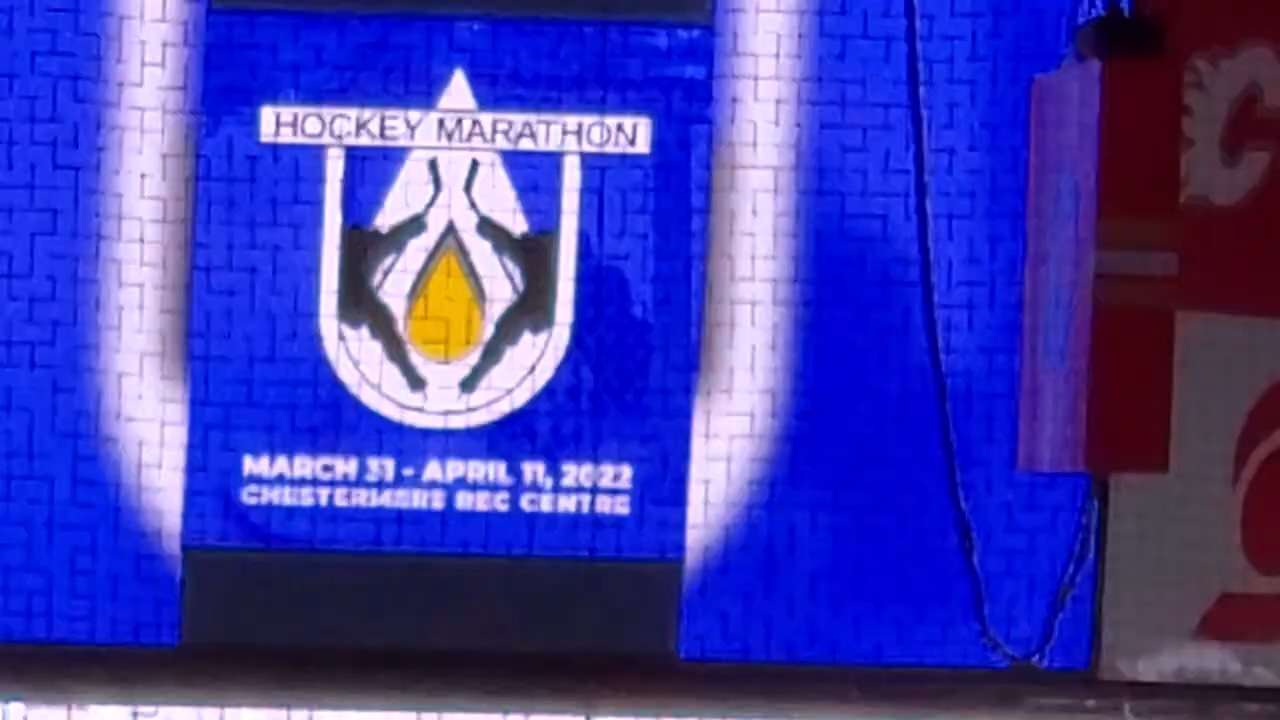 HOCKEY MARATHON
MARCH 31 - APRIL 11, 2022
CHESTERMERE REC CENTRE
C